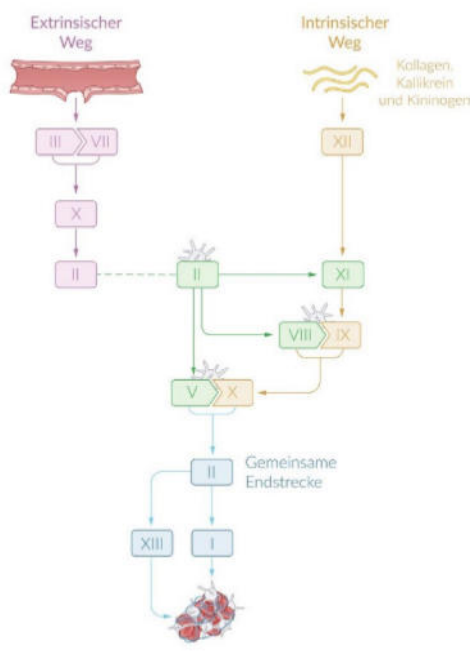 Extrinsischer
Weg
Intrinsischer
Weg
Kollagen,
Kallikrein
und Kininogen
III VII
XII
X
II
II
XI
VIII IX
V X
II
Gemeinsame
Endstrecke
XIII
I